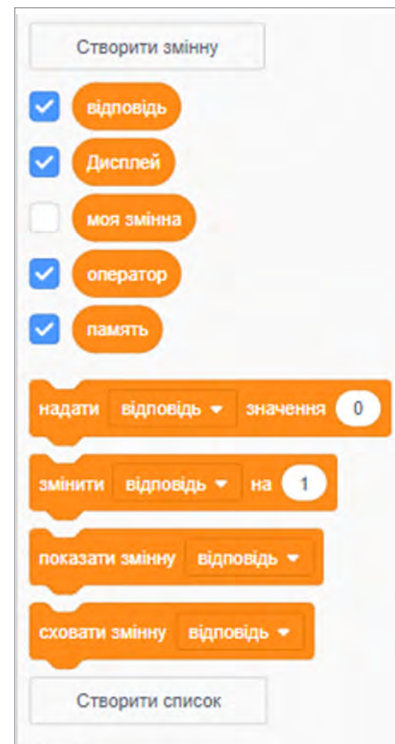 Створити змінну
відповідь
Дисплей
моя змінна
оператор
память
надати відповідь значення 0
змінити відповідь на 1
показати змінну відповідь
сховати змінну відповідь
Створити список